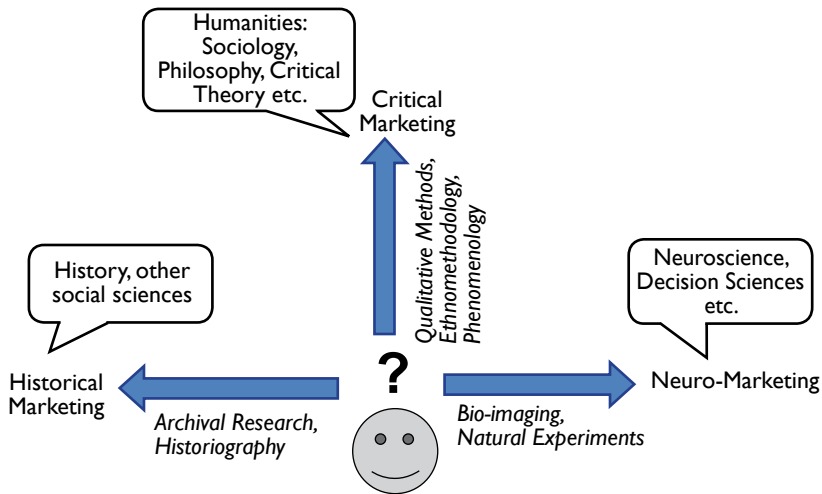 Humanities:
Sociology,
Philosophy, Critical
Theory etc.
Critical
Marketing
Qualitative Methods,
Ethnomethodology,
Phenomenology
History, other
social sciences
Neuroscience,
Decision Sciences
etc.
Historical
Marketing
?
Neuro-Marketing
Archival Research,
Historiography
Bio-imaging,
Natural Experiments